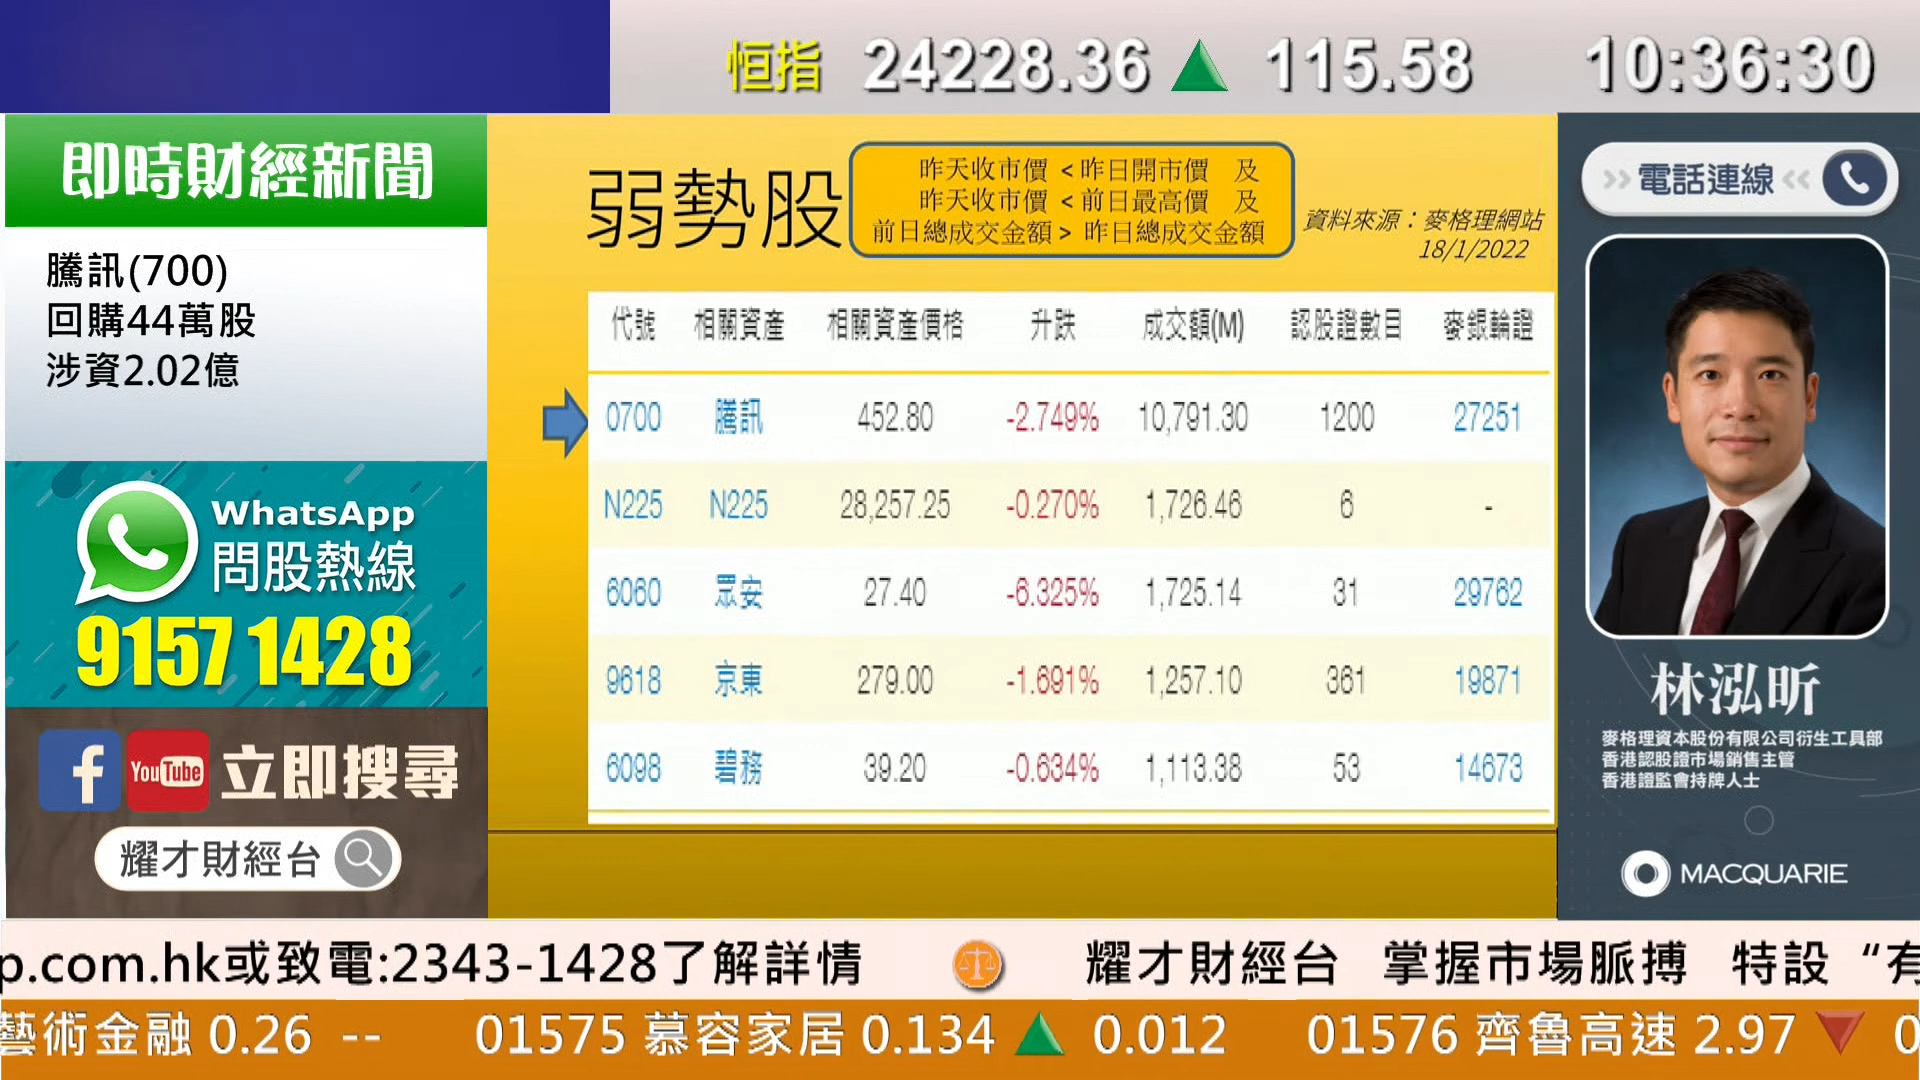 恒指 24228.36 ▲ 115.58 10:36:30
即時財經新聞
騰訊(700)
回購44萬股
涉資2.02億
WhatsApp
問股熱線
9157 1428
f YouTube 立即搜尋
耀才財經台
弱勢股
昨天收市價 < 昨日開市價 及
昨天收市價 < 前日最高價 及
前日總成交金額 > 昨日總成交金額
資料來源：麥格理網站
18/1/2022
代號 相關資產 相關資產價格 升跌 成交額(M) 認股證數目 麥銀輪證
0700 騰訊 452.80 -2.749% 10,791.30 1200 27251
N225 N225 28,257.25 -0.270% 1,726.46 6 -
6060 眾安 27.40 -6.325% 1,725.14 31 29762
9618 京東 279.00 -1.691% 1,257.10 361 19871
6098 碧務 39.20 -0.634% 1,113.38 53 14673
>> 電話連線 <<
林泓昕
麥格理資本股份有限公司衍生工具部
香港認股證市場銷售主管
香港證監會持牌人士
MACQUARIE
p.com.hk或致電:2343-1428了解詳情 耀才財經台 掌握市場脈搏 特設“有
藝術金融 0.26 -- 01575 慕容家居 0.134 ▲ 0.012 01576 齊魯高速 2.97 ▼ 0